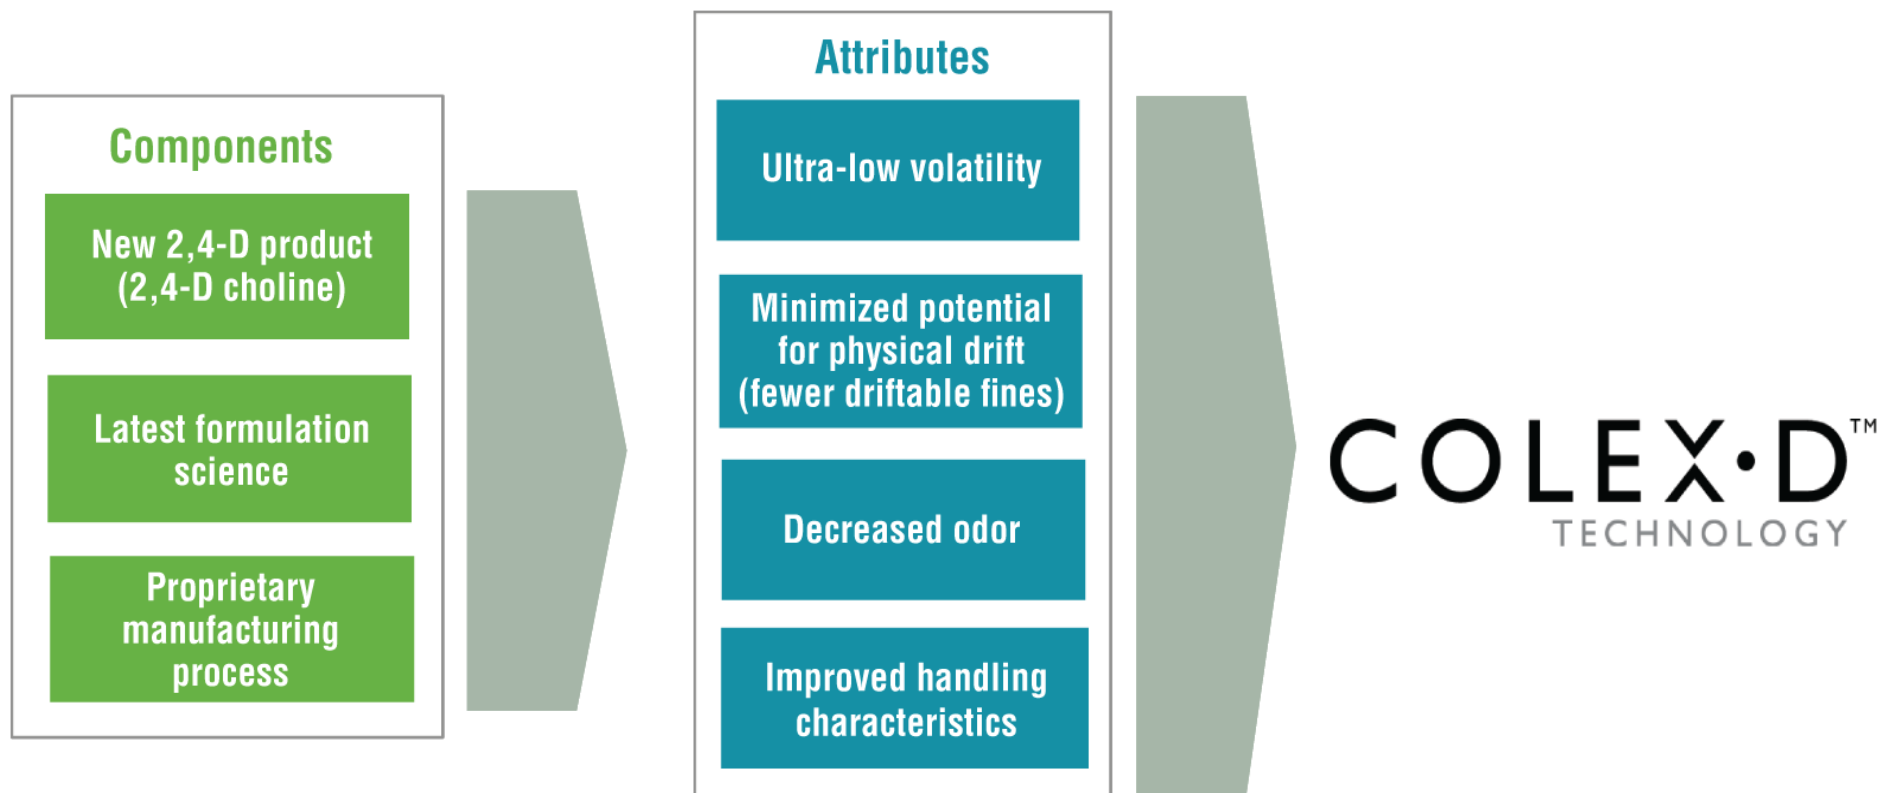 Components
New 2,4-D product
(2,4-D choline)
Latest formulation
science
Proprietary
manufacturing
process
Attributes
Ultra-low volatility
Minimized potential
for physical drift
(fewer driftable fines)
Decreased odor
Improved handling
characteristics
COLEX•D™
TECHNOLOGY